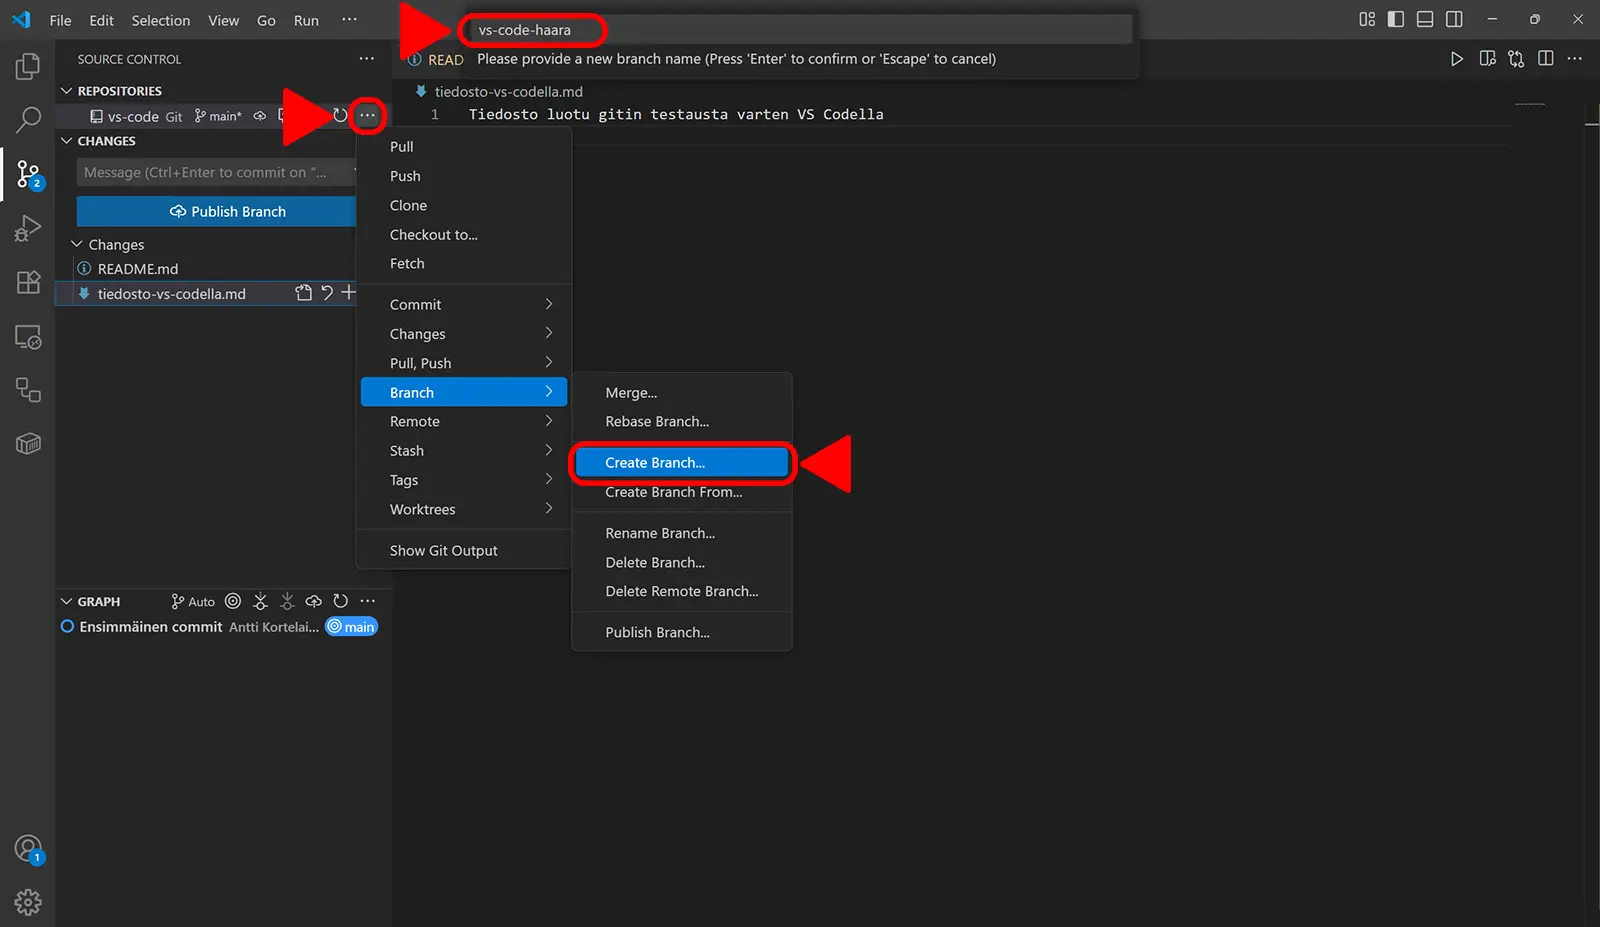 File Edit Selection View Go Run ···
vs-code-haara
Please provide a new branch name (Press 'Enter' to confirm or 'Escape' to cancel)
SOURCE CONTROL
READ
REPOSITORIES
vs-code Git main*
tiedosto-vs-codella.md
1 Tiedosto luotu gitin testausta varten VS Codella
CHANGES
Message (Ctrl+Enter to commit on "...
Publish Branch
Changes
README.md
tiedosto-vs-codella.md
2
Pull
Push
Clone
Checkout to...
Fetch
Commit
Changes
Pull, Push
Branch
Remote
Stash
Tags
Worktrees
Show Git Output
Merge...
Rebase Branch...
Create Branch...
Create Branch From...
Rename Branch...
Delete Branch...
Delete Remote Branch...
Publish Branch...
GRAPH Auto
Ensimmäinen commit Antti Kortelai... main
1